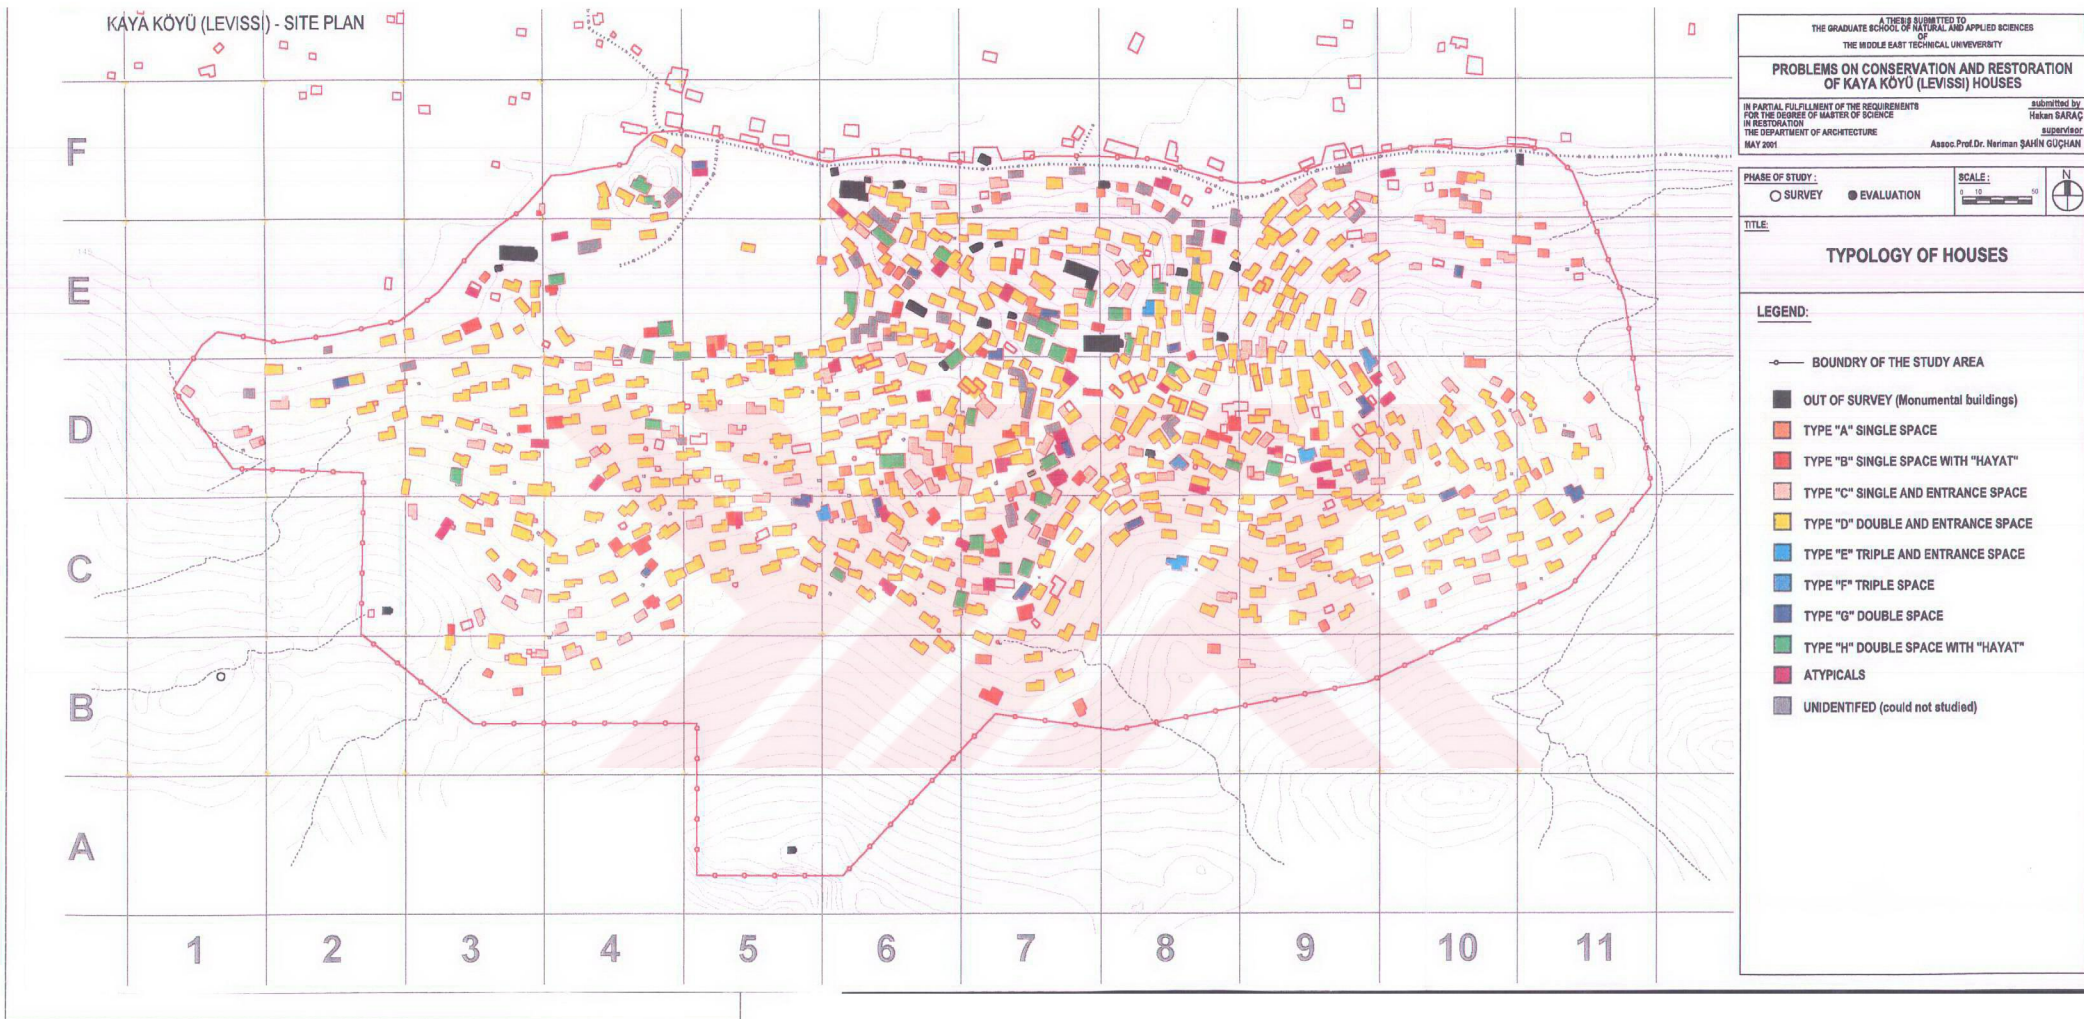 KAYA KÖYÜ (LEVISSI) - SITE PLAN
F
E
D
C
B
A
1 2 3 4 5 6 7 8 9 10 11
A THESIS SUBMITTED TO
THE GRADUATE SCHOOL OF NATURAL AND APPLIED SCIENCES
OF
THE MIDDLE EAST TECHNICAL UNIVEVERSITY
PROBLEMS ON CONSERVATION AND RESTORATION
OF KAYA KÖYÜ (LEVISSI) HOUSES
IN PARTIAL FULFILLMENT OF THE REQUIREMENTS
FOR THE DEGREE OF MASTER OF SCIENCE
IN RESTORATION
THE DEPARTMENT OF ARCHITECTURE
MAY 2001
submitted by
Hakan SARAÇ
supervisor
Assoc.Prof.Dr. Neriman ŞAHİN GÜÇHAN
PHASE OF STUDY :
SURVEY EVALUATION
SCALE :
0 10 50
N
TITLE:
TYPOLOGY OF HOUSES
LEGEND:
BOUNDRY OF THE STUDY AREA
OUT OF SURVEY (Monumental buildings)
TYPE "A" SINGLE SPACE
TYPE "B" SINGLE SPACE WITH "HAYAT"
TYPE "C" SINGLE AND ENTRANCE SPACE
TYPE "D" DOUBLE AND ENTRANCE SPACE
TYPE "E" TRIPLE AND ENTRANCE SPACE
TYPE "F" TRIPLE SPACE
TYPE "G" DOUBLE SPACE
TYPE "H" DOUBLE SPACE WITH "HAYAT"
ATYPICALS
UNIDENTIFED (could not studied)